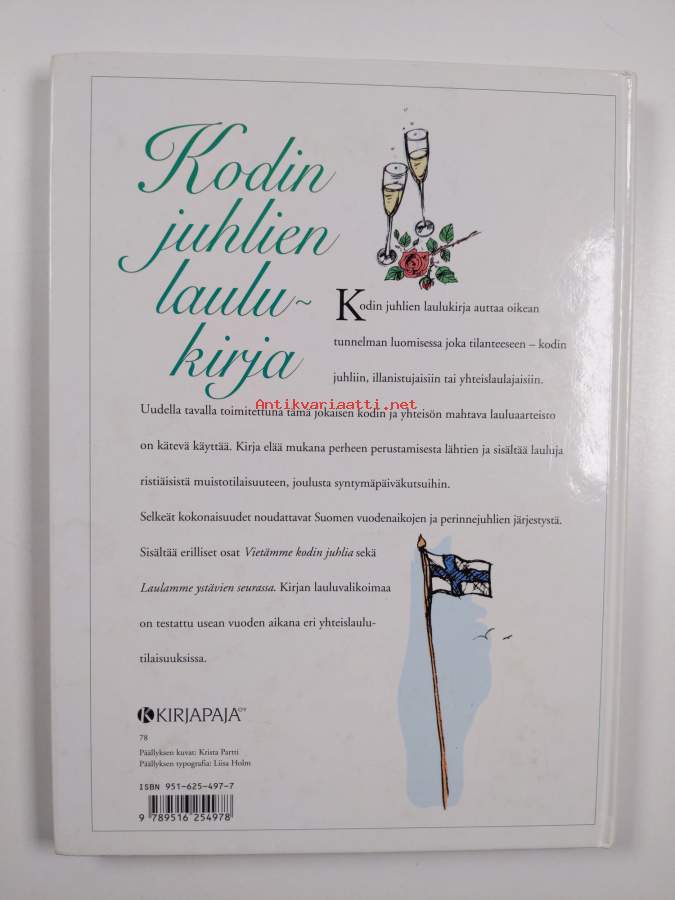 Kodin
juhlien
laulu-
kirja
Kodin juhlien laulukirja auttaa oikean
tunnelman luomisessa joka tilanteeseen – kodin
juhliin, illanistujaisiin tai yhteislaulajaisiin.
Antikvariaatti.net
Uudella tavalla toimitettuna tämä jokaisen kodin ja yhteisön mahtava lauluaarteisto
on kätevä käyttää. Kirja elää mukana perheen perustamisesta lähtien ja sisältää lauluja
ristiäisistä muistotilaisuuteen, joulusta syntymäpäiväkutsuihin.
Selkeät kokonaisuudet noudattavat Suomen vuodenaikojen ja perinnejuhlien järjestystä.
Sisältää erilliset osat Vietämme kodin juhlia sekä
Laulamme ystävien seurassa. Kirjan lauluvalikoimaa
on testattu usean vuoden aikana eri yhteislaulu-
tilaisuuksissa.
KIRJAPAJA OY
78
Päällyksen kuvat: Krista Partti
Päällyksen typografia: Liisa Holm
ISBN 951-625-497-7
9 789516 254978